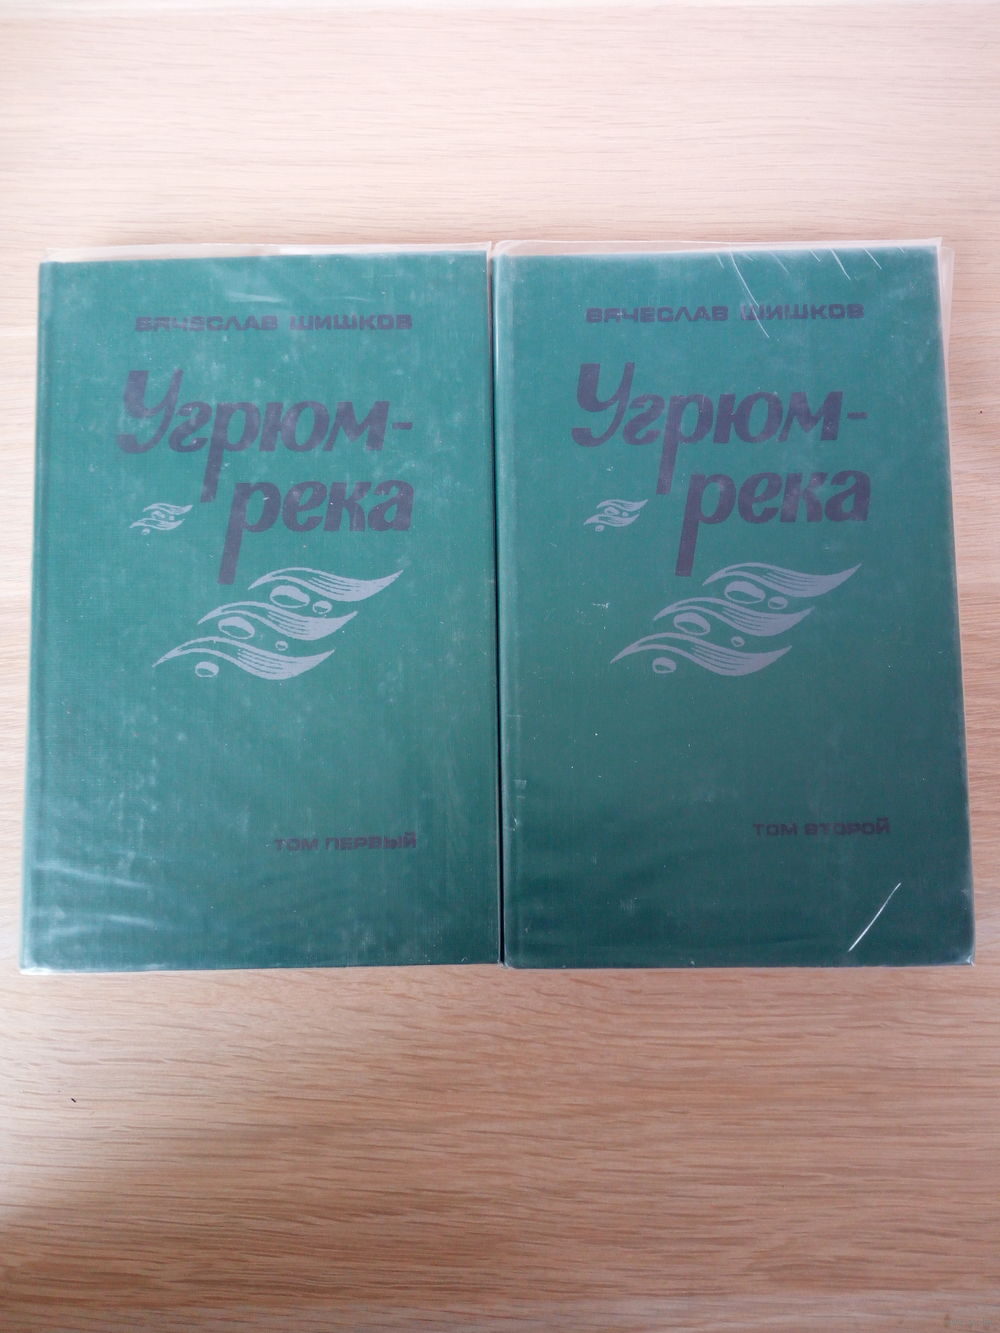 ВЯЧЕСЛАВ ШИШКОВ
Угрюм-
река
ТОМ ПЕРВЫЙ
ВЯЧЕСЛАВ ШИШКОВ
Угрюм-
река
ТОМ ВТОРОЙ